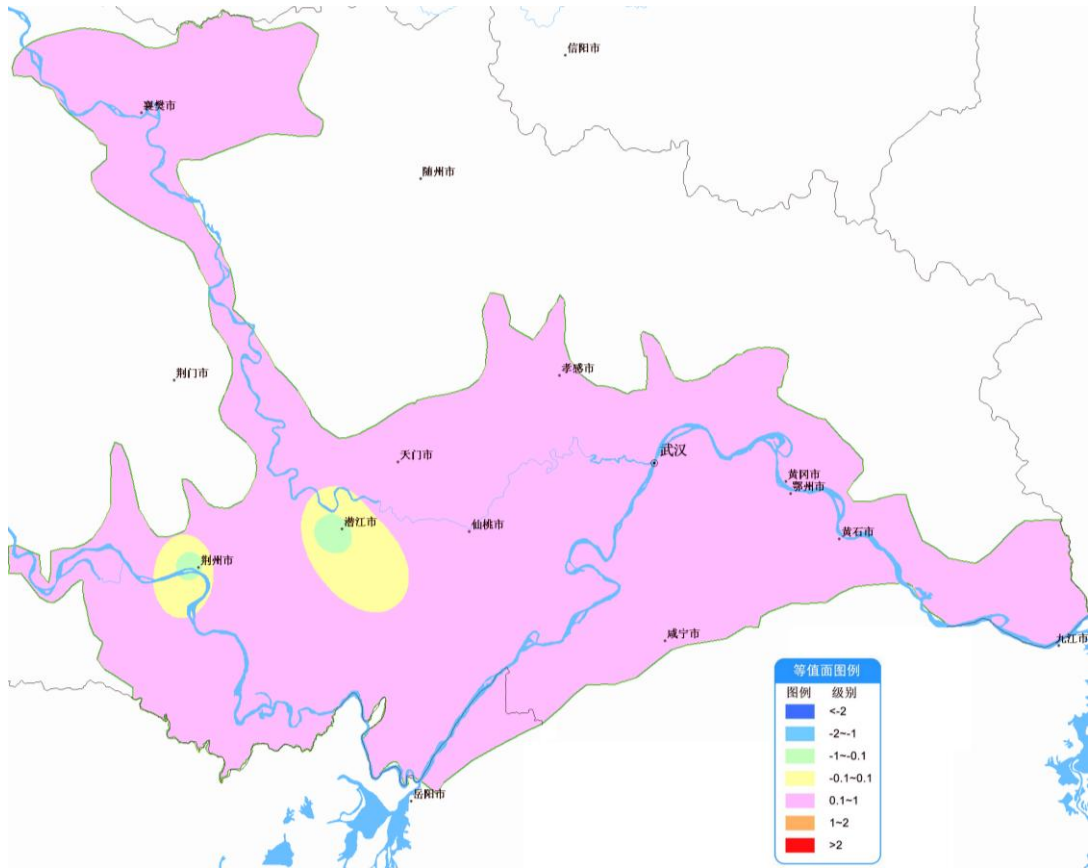 信阳市
襄樊市
随州市
荆门市
孝感市
天门市
武汉
黄冈市
鄂州市
潜江市
仙桃市
黄石市
荆州市
咸宁市
九江市
岳阳市
等值面图例
图例 级别
<-2
-2~-1
-1~-0.1
-0.1~0.1
0.1~1
1~2
>2